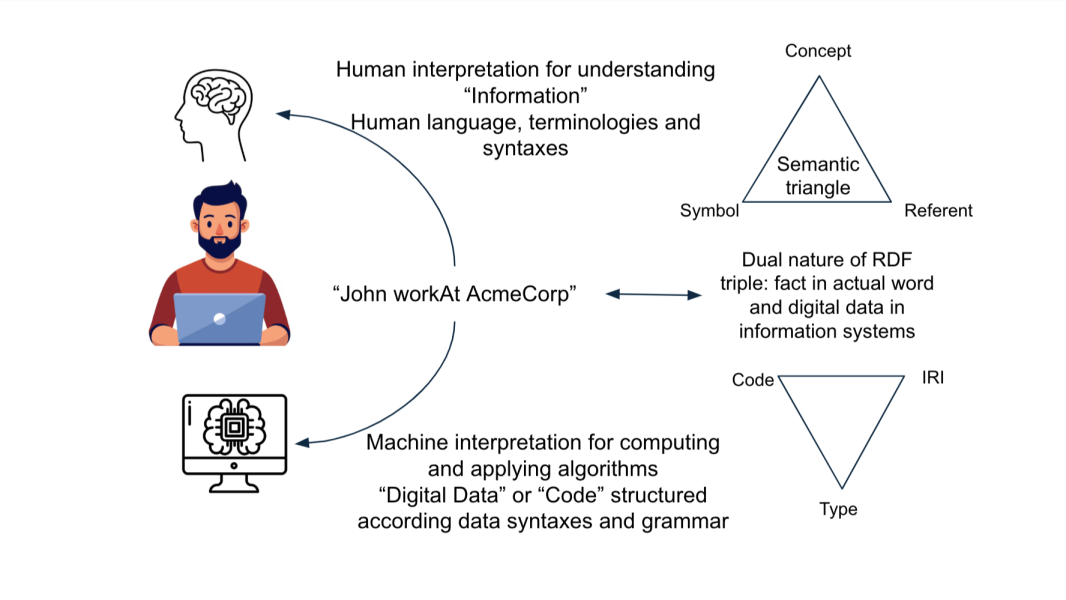 Human interpretation for understanding
“Information”
Human language, terminologies and
syntaxes
Concept
Semantic
triangle
Symbol
Referent
“John workAt AcmeCorp”
Dual nature of RDF
triple: fact in actual word
and digital data in
information systems
Code
IRI
Type
Machine interpretation for computing
and applying algorithms
“Digital Data” or “Code” structured
according data syntaxes and grammar